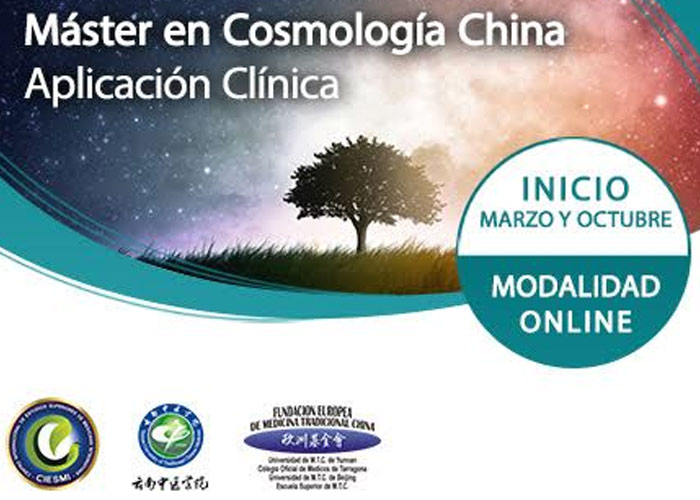 Máster en Cosmología China
Aplicación Clínica
INICIO
MARZO Y OCTUBRE
MODALIDAD
ONLINE
CIESMI
云南中医学院
FUNDACION EUROPEA
DE MEDICINA TRADICIONAL CHINA
欧洲基金會
Universidad de M.T.C. de Yunnan
Colegio Oficial de Medicos de Tarragona
Universidad de M.T.C. de Beijing
Escuela Superior de M.T.C.